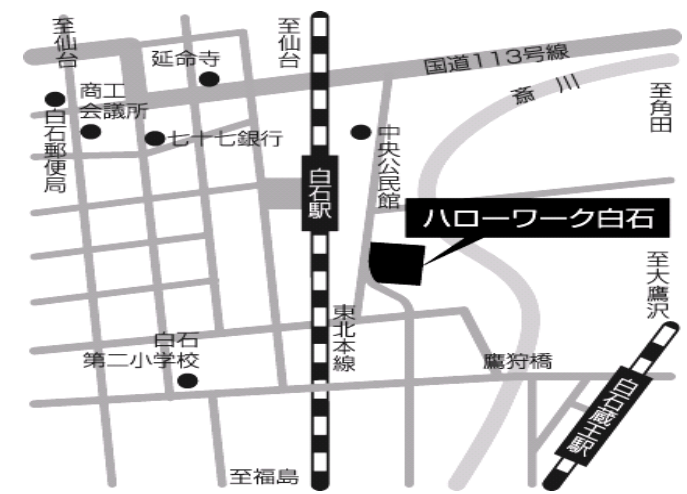 至仙台
至仙台
延命寺
国道113号線
斎川
至角田
商工
会議所
白石郵便局
七十七銀行
中央公民館
白石駅
ハローワーク白石
至大鷹沢
東北本線
白石
第二小学校
鷹狩橋
白石蔵王駅
至福島